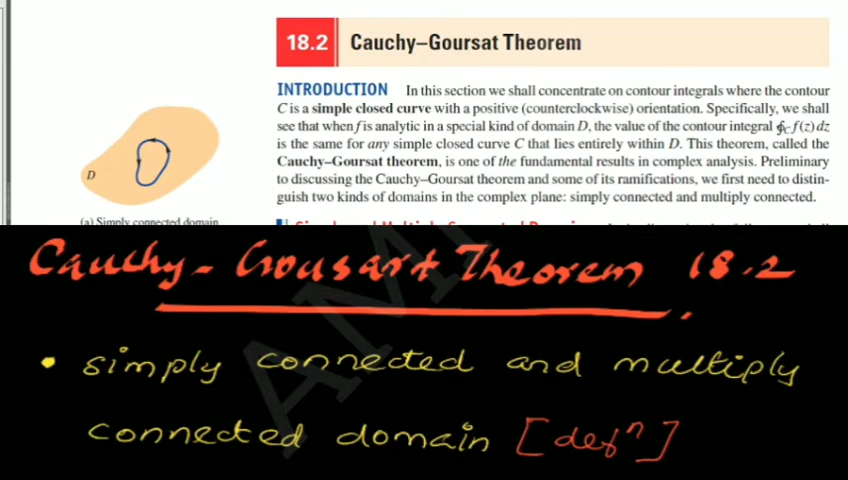 18.2 Cauchy–Goursat Theorem
INTRODUCTION In this section we shall concentrate on contour integrals where the contour
C is a simple closed curve with a positive (counterclockwise) orientation. Specifically, we shall
see that when f is analytic in a special kind of domain D, the value of the contour integral ∮C f(z) dz
is the same for any simple closed curve C that lies entirely within D. This theorem, called the
Cauchy–Goursat theorem, is one of the fundamental results in complex analysis. Preliminary
to discussing the Cauchy–Goursat theorem and some of its ramifications, we first need to distin-
guish two kinds of domains in the complex plane: simply connected and multiply connected.
D
(a) Simply connected domain
Cauchy - Gousart Theorem 18.2
• simply connected and multiply
connected domain [defⁿ]